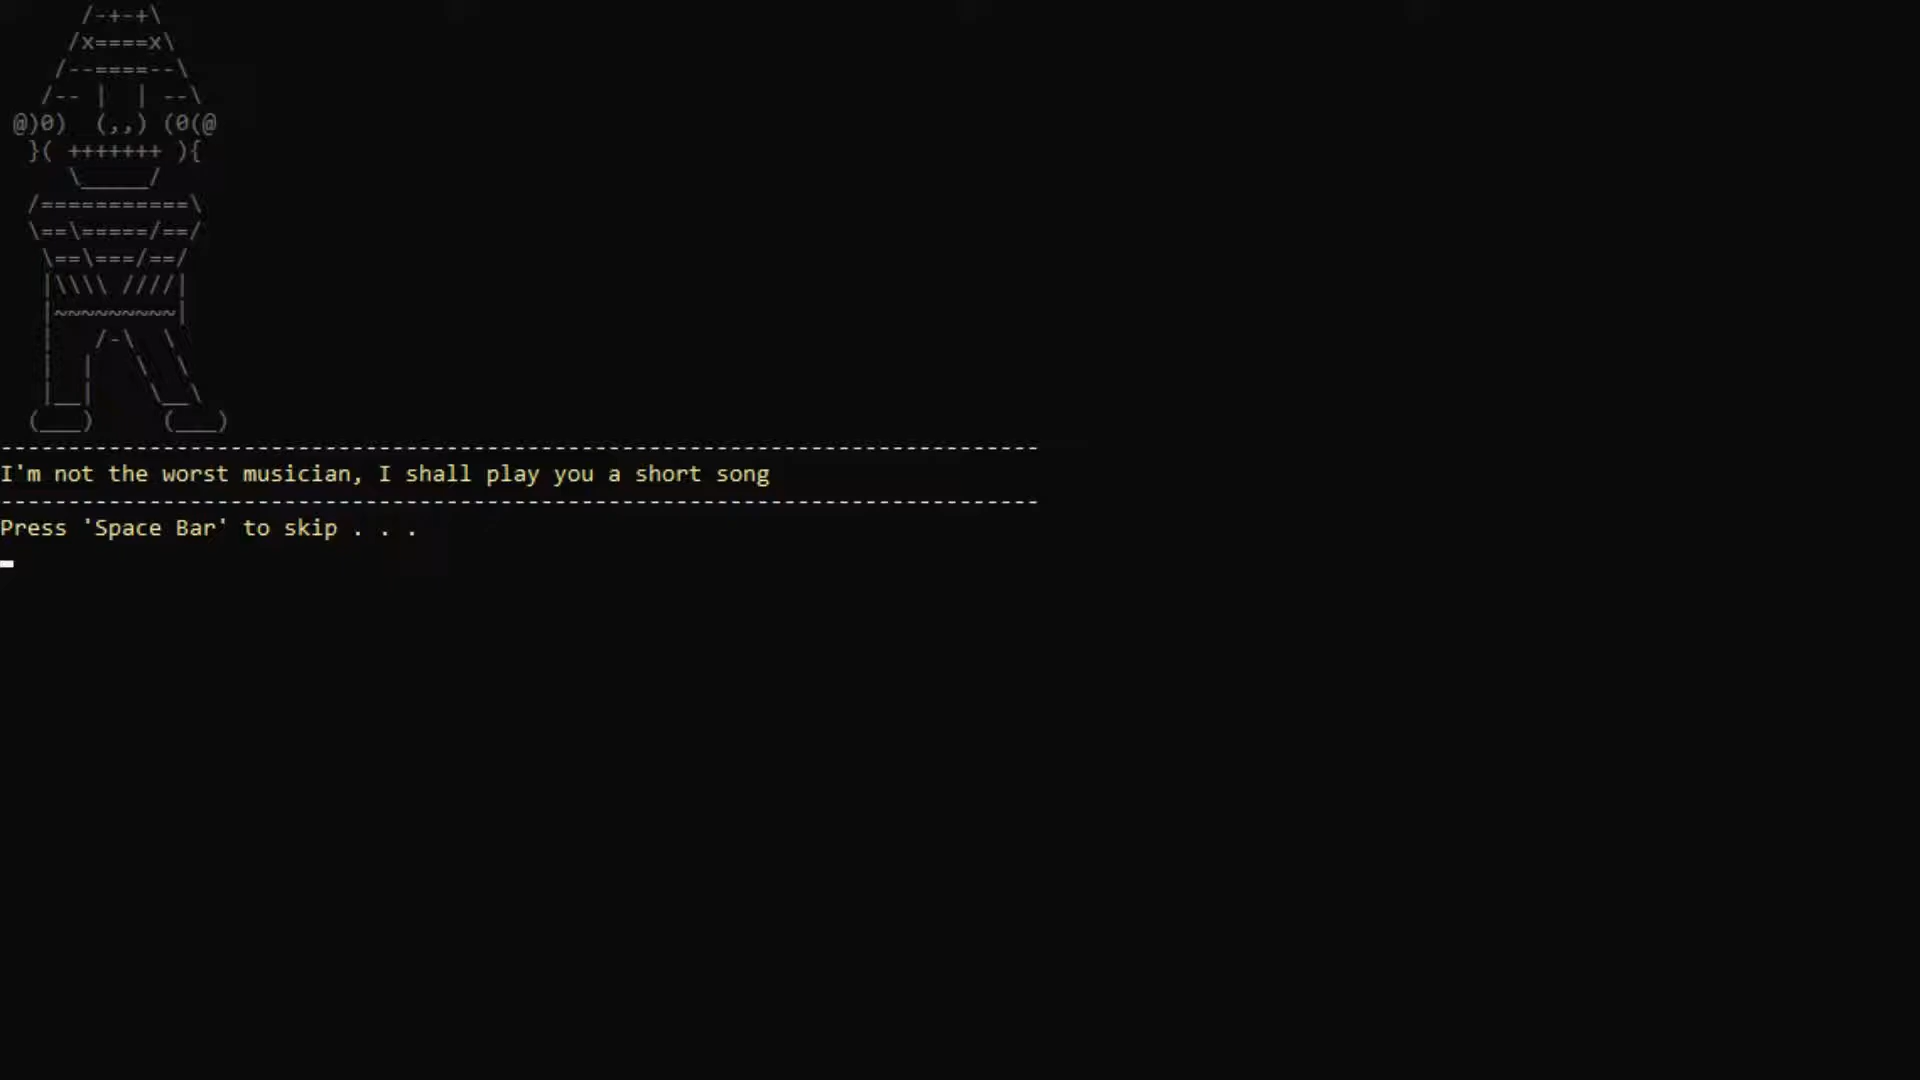 I'm not the worst musician, I shall play you a short song
Press 'Space Bar' to skip . . .